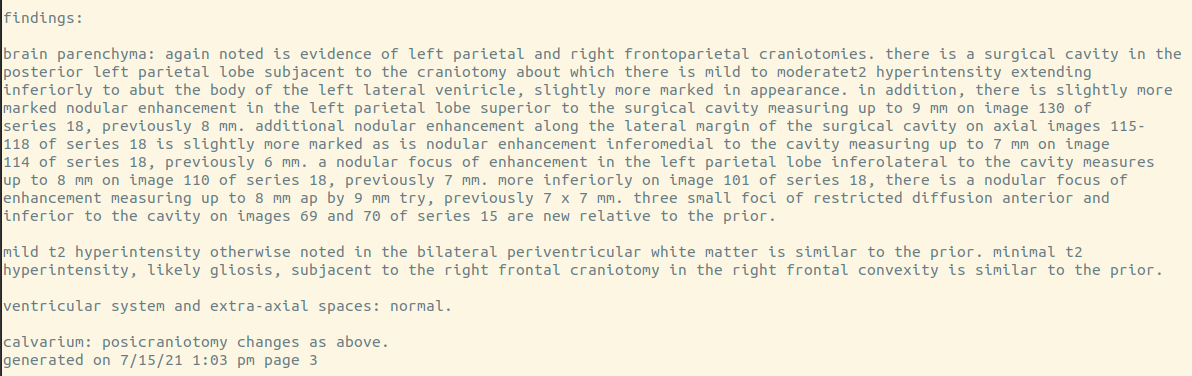 findings:
brain parenchyma: again noted is evidence of left parietal and right frontoparietal craniotomies. there is a surgical cavity in the
posterior left parietal lobe subjacent to the craniotomy about which there is mild to moderatet2 hyperintensity extending
inferiorly to abut the body of the left lateral veniricle, slightly more marked in appearance. in addition, there is slightly more
marked nodular enhancement in the left parietal lobe superior to the surgical cavity measuring up to 9 mm on image 130 of
series 18, previously 8 mm. additional nodular enhancement along the lateral margin of the surgical cavity on axial images 115-
118 of series 18 is slightly more marked as is nodular enhancement inferomedial to the cavity measuring up to 7 mm on image
114 of series 18, previously 6 mm. a nodular focus of enhancement in the left parietal lobe inferolateral to the cavity measures
up to 8 mm on image 110 of series 18, previously 7 mm. more inferiorly on image 101 of series 18, there is a nodular focus of
enhancement measuring up to 8 mm ap by 9 mm try, previously 7 x 7 mm. three small foci of restricted diffusion anterior and
inferior to the cavity on images 69 and 70 of series 15 are new relative to the prior.
mild t2 hyperintensity otherwise noted in the bilateral periventricular white matter is similar to the prior. minimal t2
hyperintensity, likely gliosis, subjacent to the right frontal craniotomy in the right frontal convexity is similar to the prior.
ventricular system and extra-axial spaces: normal.
calvarium: posicraniotomy changes as above.
generated on 7/15/21 1:03 pm page 3